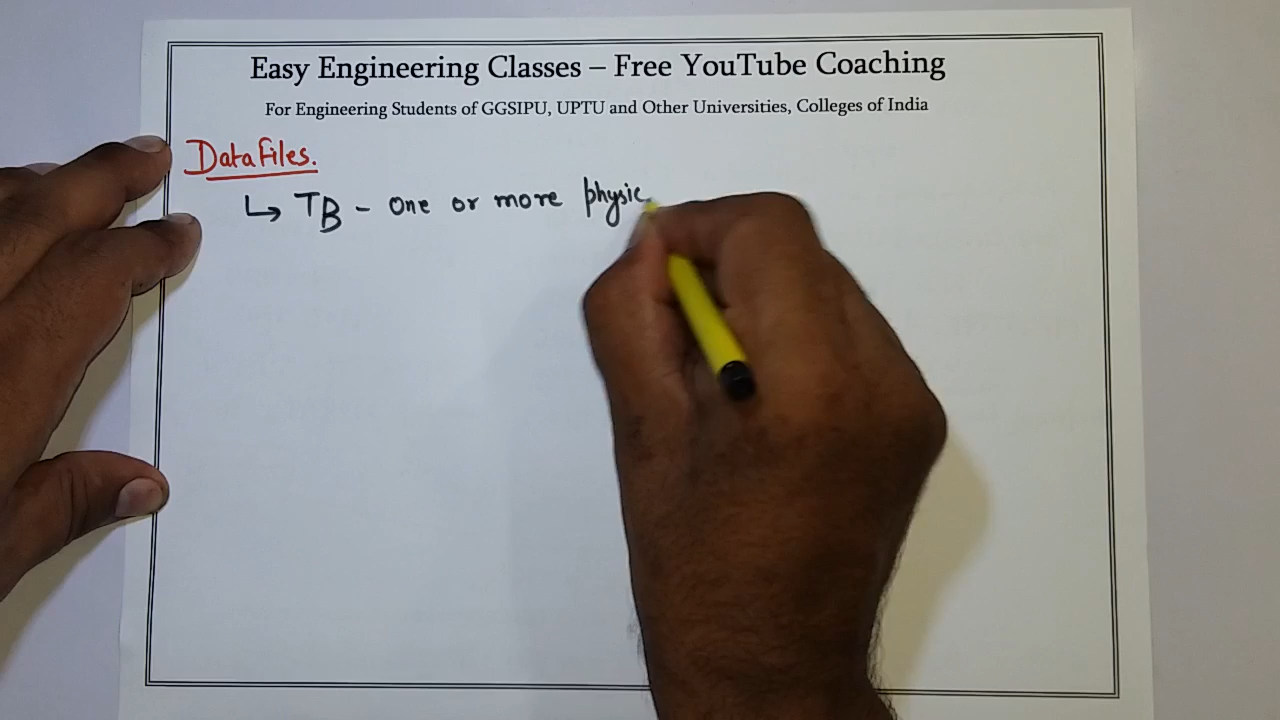 Easy Engineering Classes – Free YouTube Coaching
For Engineering Students of GGSIPU, UPTU and Other Universities, Colleges of India
Data Files.
↳ TB - one or more physic